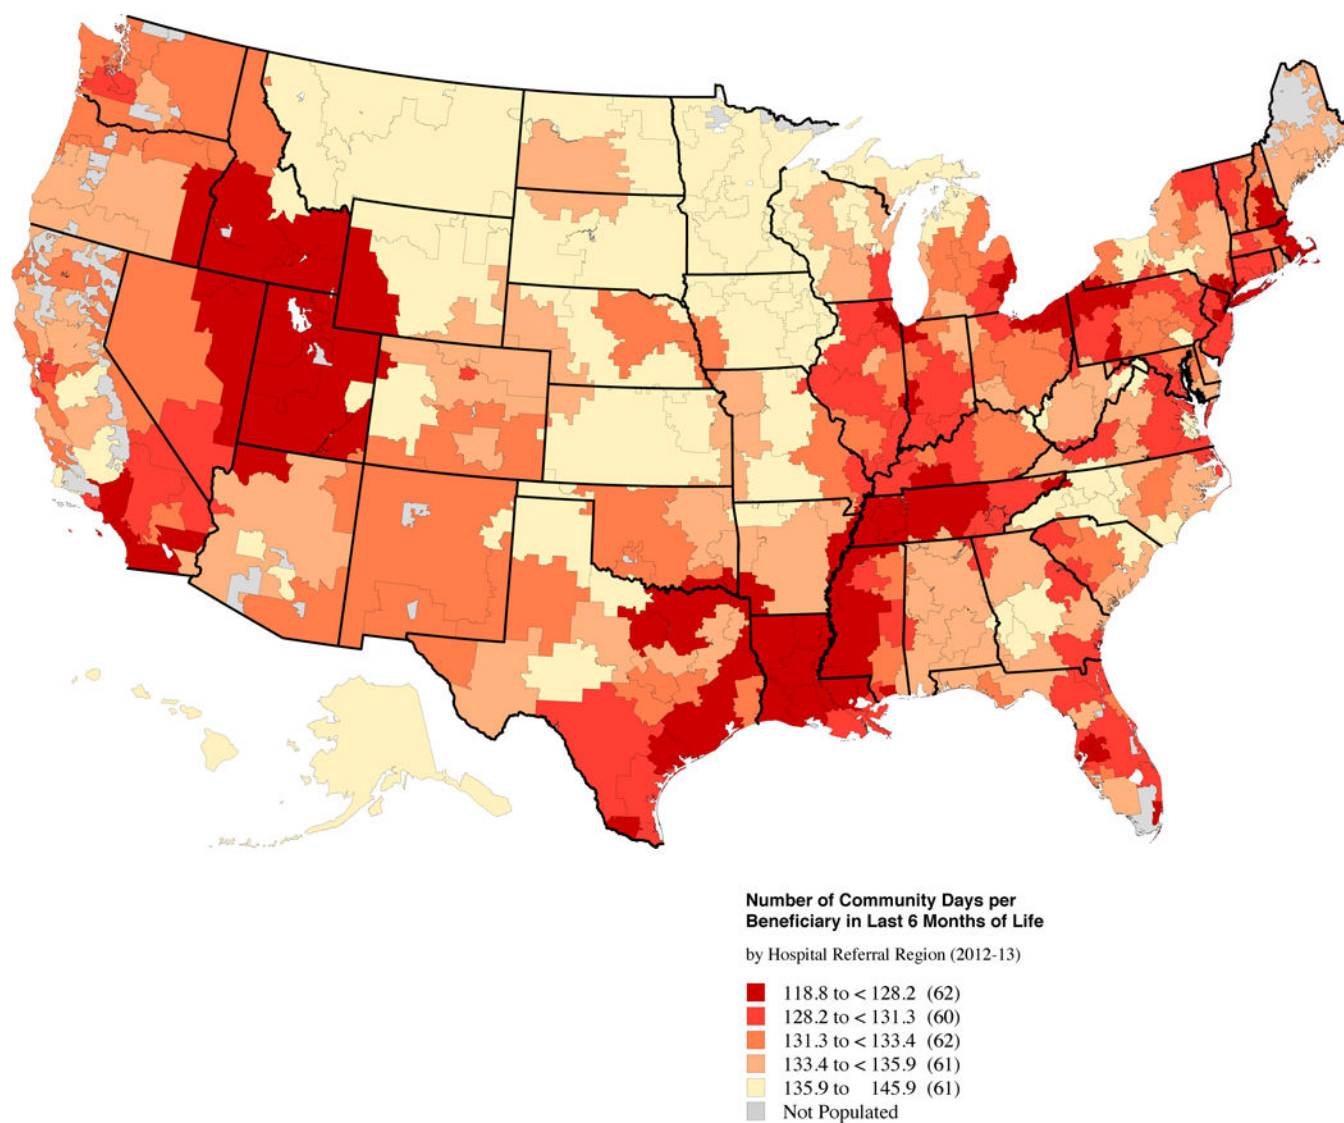 Number of Community Days per
Beneficiary in Last 6 Months of Life
by Hospital Referral Region (2012-13)
118.8 to < 128.2 (62)
128.2 to < 131.3 (60)
131.3 to < 133.4 (62)
133.4 to < 135.9 (61)
135.9 to 145.9 (61)
Not Populated